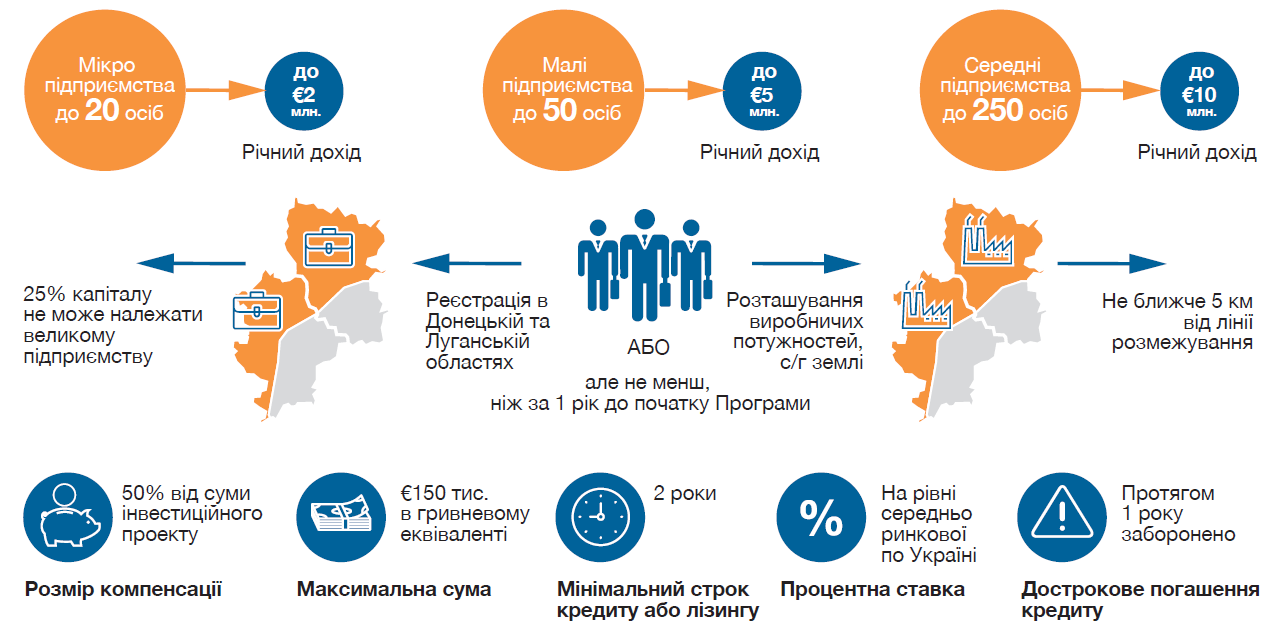 Мікро
підприємства
до 20 осіб
до
€2
млн.
Річний дохід
Малі
підприємства
до 50 осіб
до
€5
млн.
Річний дохід
Середні
підприємства
до 250 осіб
до
€10
млн.
Річний дохід
25% капіталу
не може належати
великому
підприємству
Реєстрація в
Донецькій та
Луганській
областях
АБО
але не менш,
ніж за 1 рік до початку Програми
Розташування
виробничих
потужностей,
с/г землі
Не ближче 5 км
від лінії
розмежування
50% від суми
інвестиційного
проекту
Розмір компенсації
€150 тис.
в гривневому
еквіваленті
Максимальна сума
2 роки
Мінімальний строк
кредиту або лізингу
%
На рівні
середньо
ринкової
по Україні
Процентна ставка
Протягом
1 року
заборонено
Дострокове погашення
кредиту